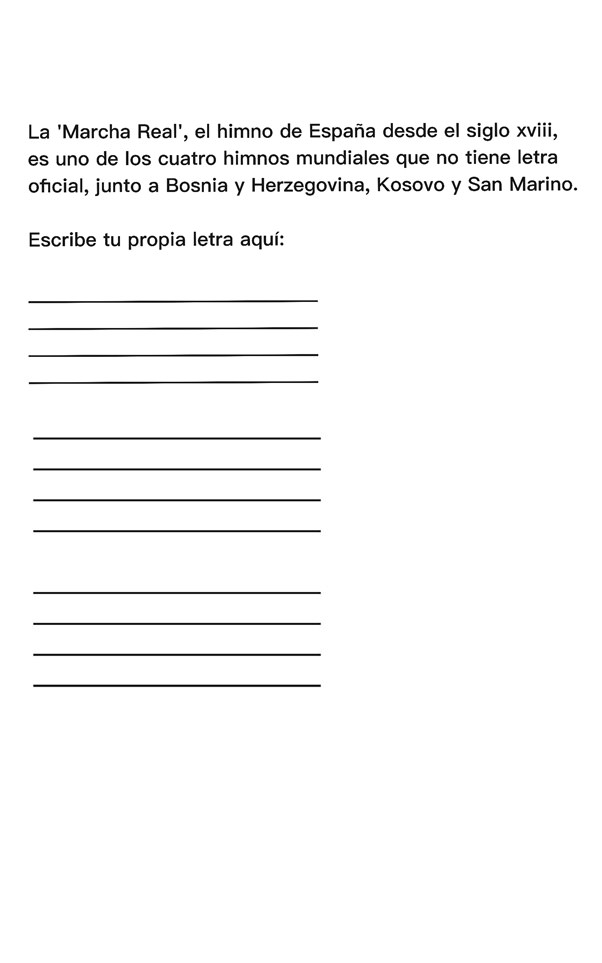 La 'Marcha Real', el himno de España desde el siglo xviii,
es uno de los cuatro himnos mundiales que no tiene letra
oficial, junto a Bosnia y Herzegovina, Kosovo y San Marino.
Escribe tu propia letra aquí: